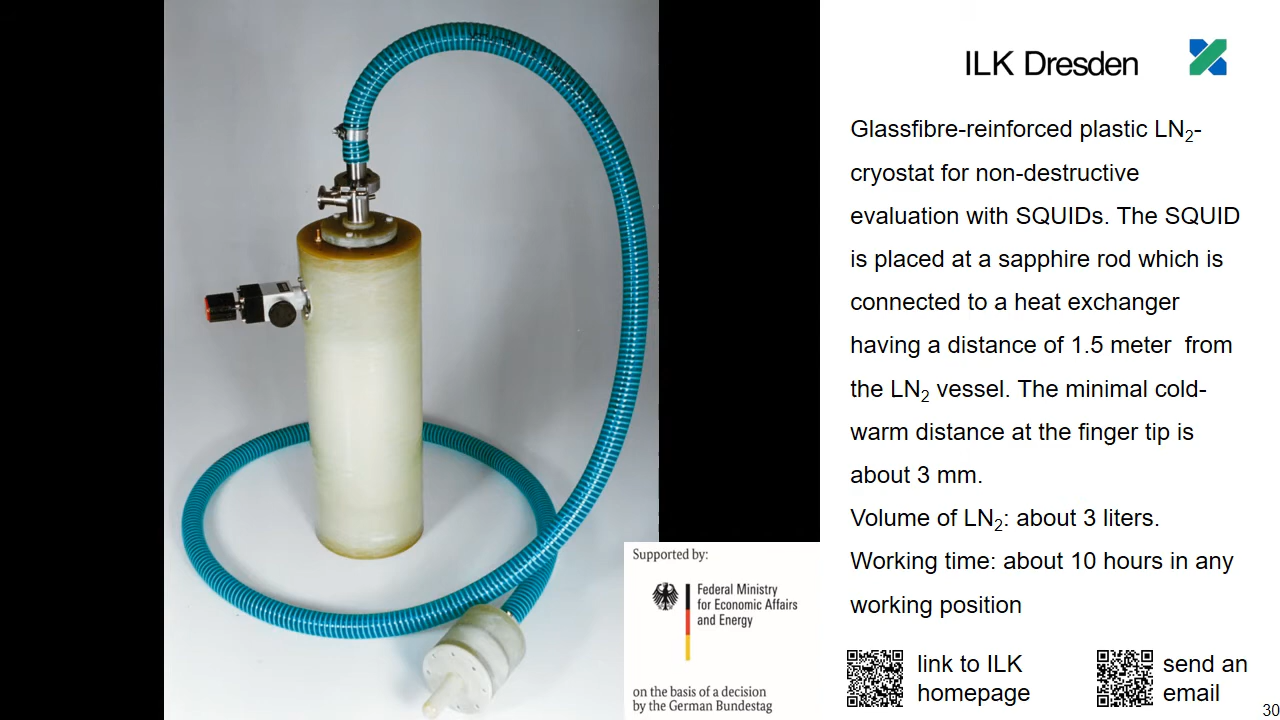 ILK Dresden
Glassfibre-reinforced plastic LN2-
cryostat for non-destructive
evaluation with SQUIDs. The SQUID
is placed at a sapphire rod which is
connected to a heat exchanger
having a distance of 1.5 meter from
the LN2 vessel. The minimal cold-
warm distance at the finger tip is
about 3 mm.
Volume of LN2: about 3 liters.
Working time: about 10 hours in any
working position
Supported by:
Federal Ministry
for Economic Affairs
and Energy
on the basis of a decision
by the German Bundestag
link to ILK
homepage
send an
email
30